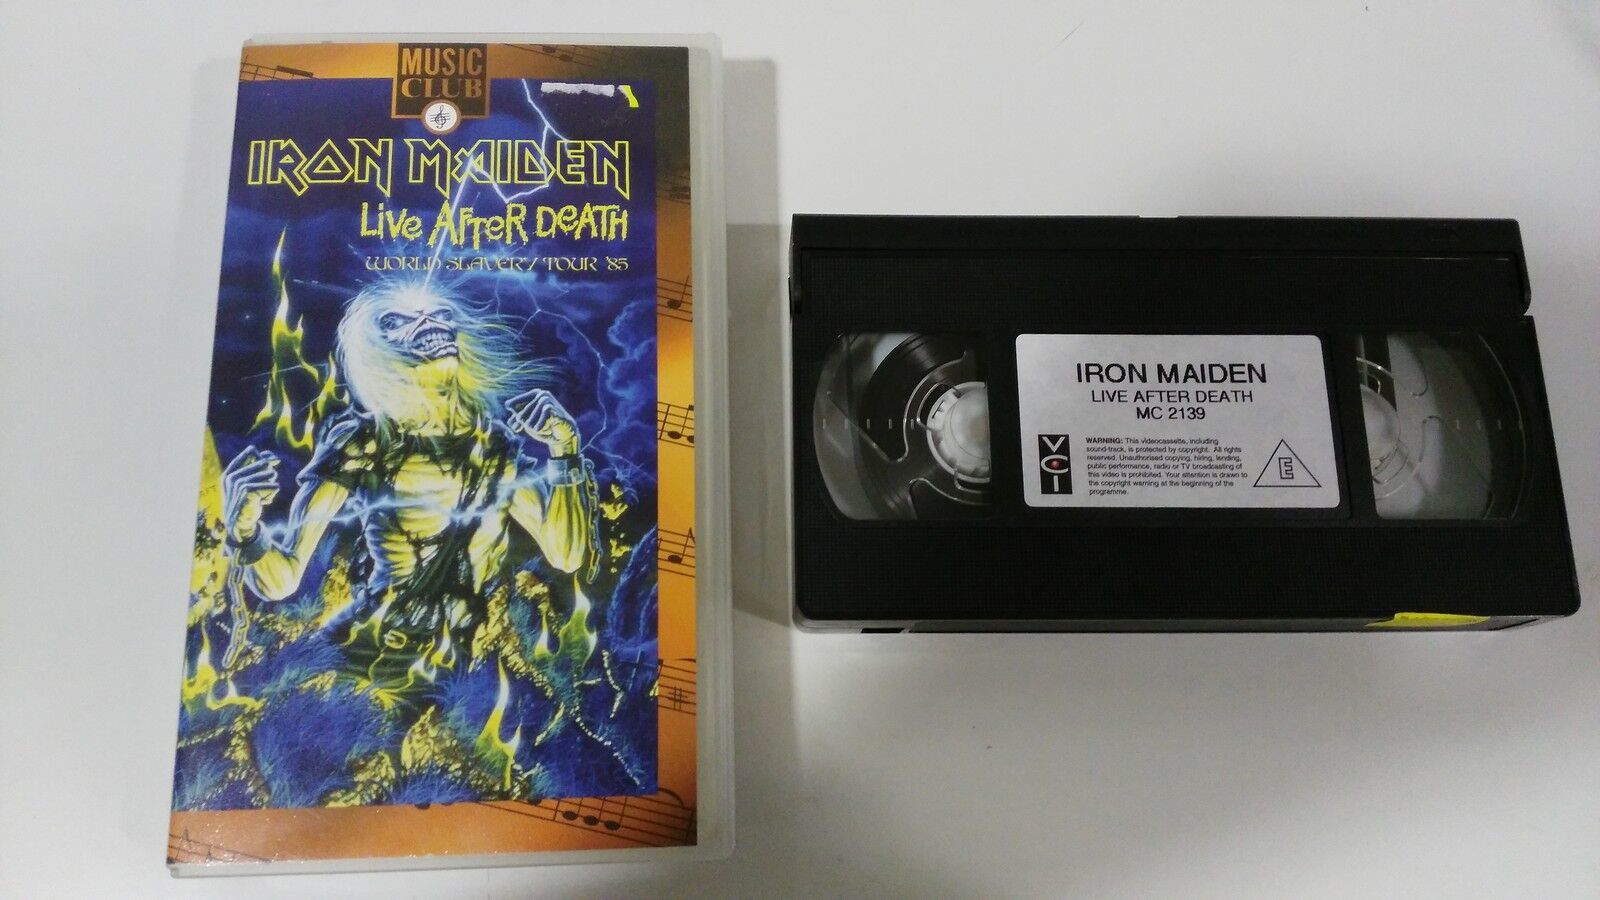 MUSIC
CLUB
IRON MAIDEN
LIVE AFTER DEATH
WORLD SLAVERY TOUR '85
IRON MAIDEN
LIVE AFTER DEATH
MC 2139
VCI
WARNING: This videocassette, including
sound-track, is protected by copyright. All rights
reserved. Unauthorised copying, hiring, lending,
public performance, radio or TV broadcasting of
this video is prohibited. Your attention is drawn to
the copyright warning at the beginning of the
programme.
E